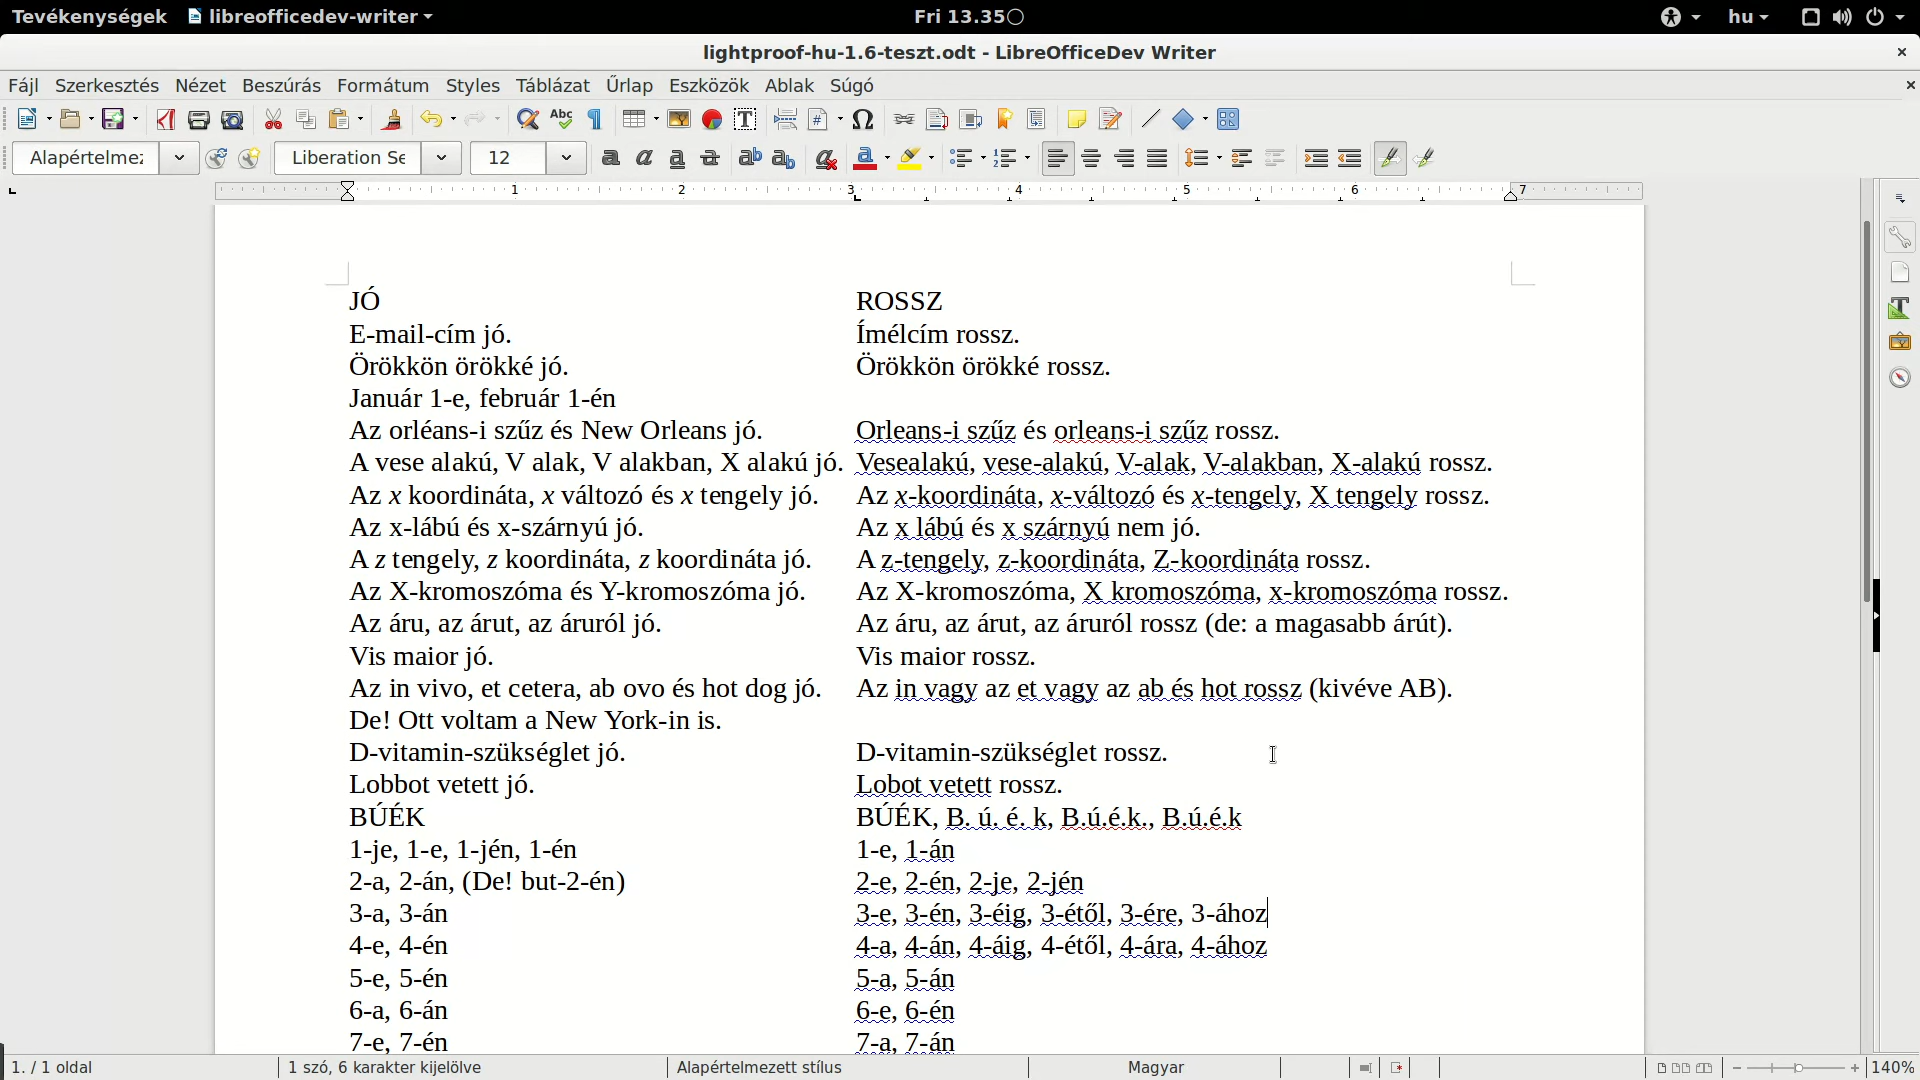 Tevékenységek libreofficedev-writer Fri 13.35 hu
lightproof-hu-1.6-teszt.odt - LibreOfficeDev Writer
Fájl Szerkesztés Nézet Beszúrás Formátum Styles Táblázat Űrlap Eszközök Ablak Súgó
Alapértelmez Liberation Se 12
1 2 3 4 5 6 7
JÓ ROSSZ
E-mail-cím jó. Ímélcím rossz.
Örökkön örökké jó. Örökkön örökké rossz.
Január 1-e, február 1-én
Az orléans-i szűz és New Orleans jó. Orleans-i szűz és orleans-i szűz rossz.
A vese alakú, V alak, V alakban, X alakú jó. Vesealakú, vese-alakú, V-alak, V-alakban, X-alakú rossz.
Az x koordináta, x változó és x tengely jó. Az x-koordináta, x-változó és x-tengely, X tengely rossz.
Az x-lábú és x-szárnyú jó. Az x lábú és x szárnyú nem jó.
A z tengely, z koordináta, z koordináta jó. A z-tengely, z-koordináta, Z-koordináta rossz.
Az X-kromoszóma és Y-kromoszóma jó. Az X-kromoszóma, X kromoszóma, x-kromoszóma rossz.
Az áru, az árut, az áruról jó. Az áru, az árut, az áruról rossz (de: a magasabb árút).
Vis maior jó. Vis maior rossz.
Az in vivo, et cetera, ab ovo és hot dog jó. Az in vagy az et vagy az ab és hot rossz (kivéve AB).
De! Ott voltam a New York-in is.
D-vitamin-szükséglet jó. D-vitamin-szükséglet rossz.
Lobbot vetett jó. Lobot vetett rossz.
BÚÉK BÚÉK, B. ú. é. k, B.ú.é.k., B.ú.é.k
1-je, 1-e, 1-jén, 1-én 1-e, 1-án
2-a, 2-án, (De! but-2-én) 2-e, 2-én, 2-je, 2-jén
3-a, 3-án 3-e, 3-én, 3-éig, 3-étől, 3-ére, 3-ához
4-e, 4-én 4-a, 4-án, 4-áig, 4-étől, 4-ára, 4-ához
5-e, 5-én 5-a, 5-án
6-a, 6-án 6-e, 6-én
7-e, 7-én 7-a, 7-án
1. / 1 oldal 1 szó, 6 karakter kijelölve Alapértelmezett stílus Magyar 140%